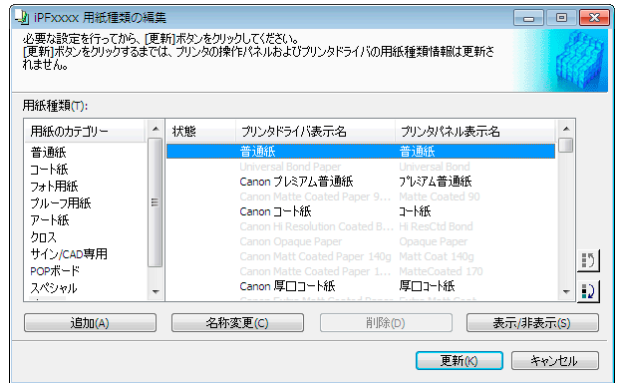 iPFxxxx 用紙種類の編集
必要な設定を行ってから、[更新]ボタンをクリックしてください。
[更新]ボタンをクリックするまでは、プリンタの操作パネルおよびプリンタドライバの用紙種類情報は更新さ
れません。
用紙種類(T):
用紙のカテゴリー 状態 プリンタドライバ表示名 プリンタパネル表示名
普通紙 普通紙 普通紙
Universal Bond Paper Universal Bond
コート紙 Canon プレミアム普通紙 プレミアム普通紙
フォト用紙 Canon Matte Coated Paper 9... Matte Coated 90
プルーフ用紙 Canon コート紙 コート紙
アート紙 Canon Hi Resolution Coated B... Hi ResCtd Bond
クロス Canon Opaque Paper Opaque Paper
サイン/CAD専用 Canon Matt Coated Paper 140g Matt Coat 140g
POPボード Canon Matte Coated Paper 1... MatteCoated 170
スペシャル Canon 厚口コート紙 厚口コート紙
追加(A) 名称変更(C) 削除(D) 表示/非表示(S)
更新(K) キャンセル